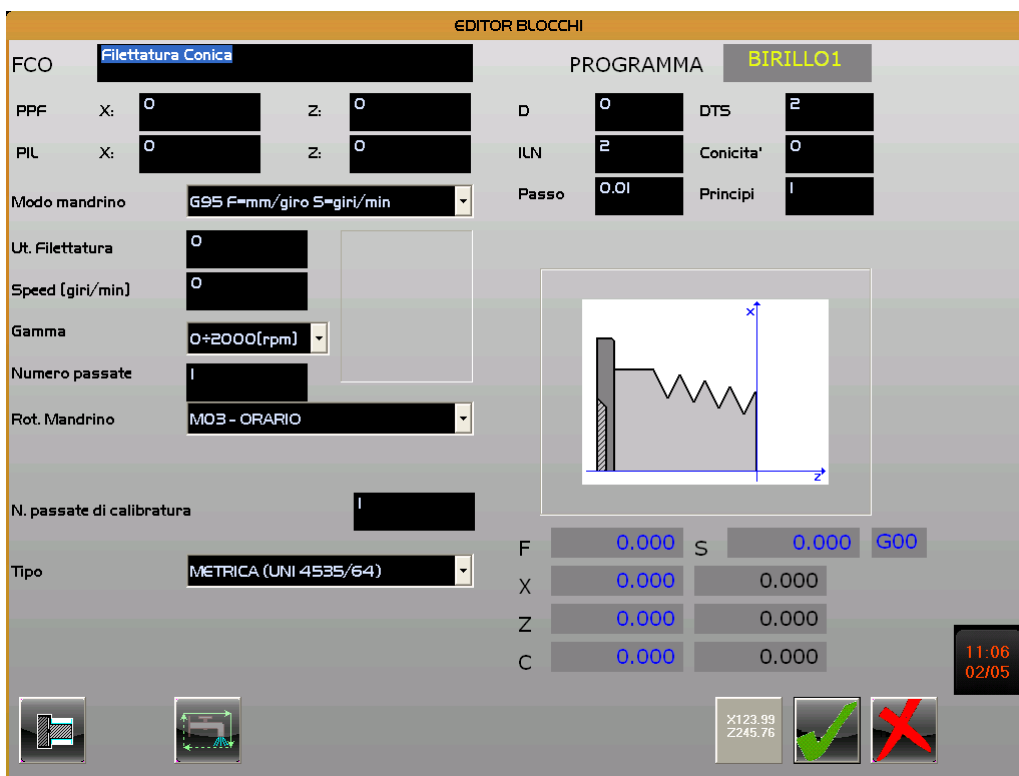 EDITOR BLOCCHI
FCO Filettatura Conica PROGRAMMA BIRILLO1
PPF X: 0 Z: 0 D 0 DTS 2
PIL X: 0 Z: 0 ILN 2 Conicita' 0
Modo mandrino G95 F=mm/giro S=giri/min Passo 0.01 Principi 1
Ut. Filettatura 0
Speed [giri/min] 0
Gamma 0÷2000[rpm]
Numero passate 1
Rot. Mandrino M03 - ORARIO
x
z
N. passate di calibratura 1
F 0.000 S 0.000 G00
Tipo METRICA (UNI 4535/64)
X 0.000 0.000
Z 0.000 0.000
C 0.000 0.000
11:06
02/05
X123.99
Z245.76